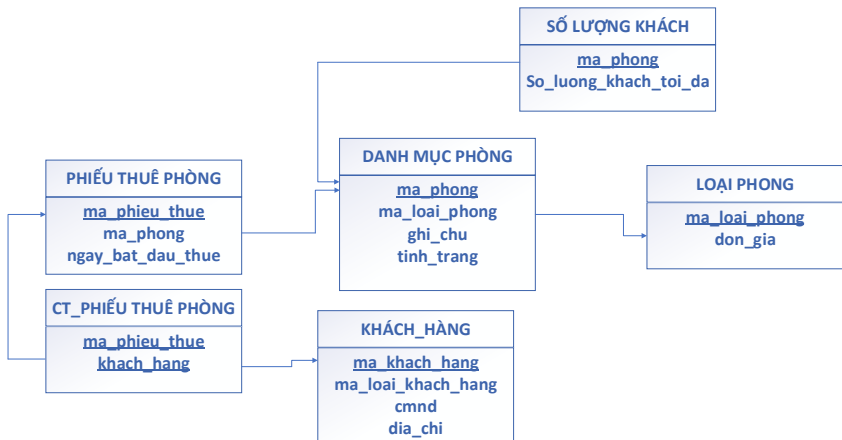 SỐ LƯỢNG KHÁCH
ma_phong
So_luong_khach_toi_da
DANH MỤC PHÒNG
ma_phong
ma_loai_phong
ghi_chu
tinh_trang
PHIẾU THUÊ PHÒNG
ma_phieu_thue
ma_phong
ngay_bat_dau_thue
LOẠI PHONG
ma_loai_phong
don_gia
CT_PHIẾU THUÊ PHÒNG
ma_phieu_thue
khach_hang
KHÁCH_HÀNG
ma_khach_hang
ma_loai_khach_hang
cmnd
dia_chi